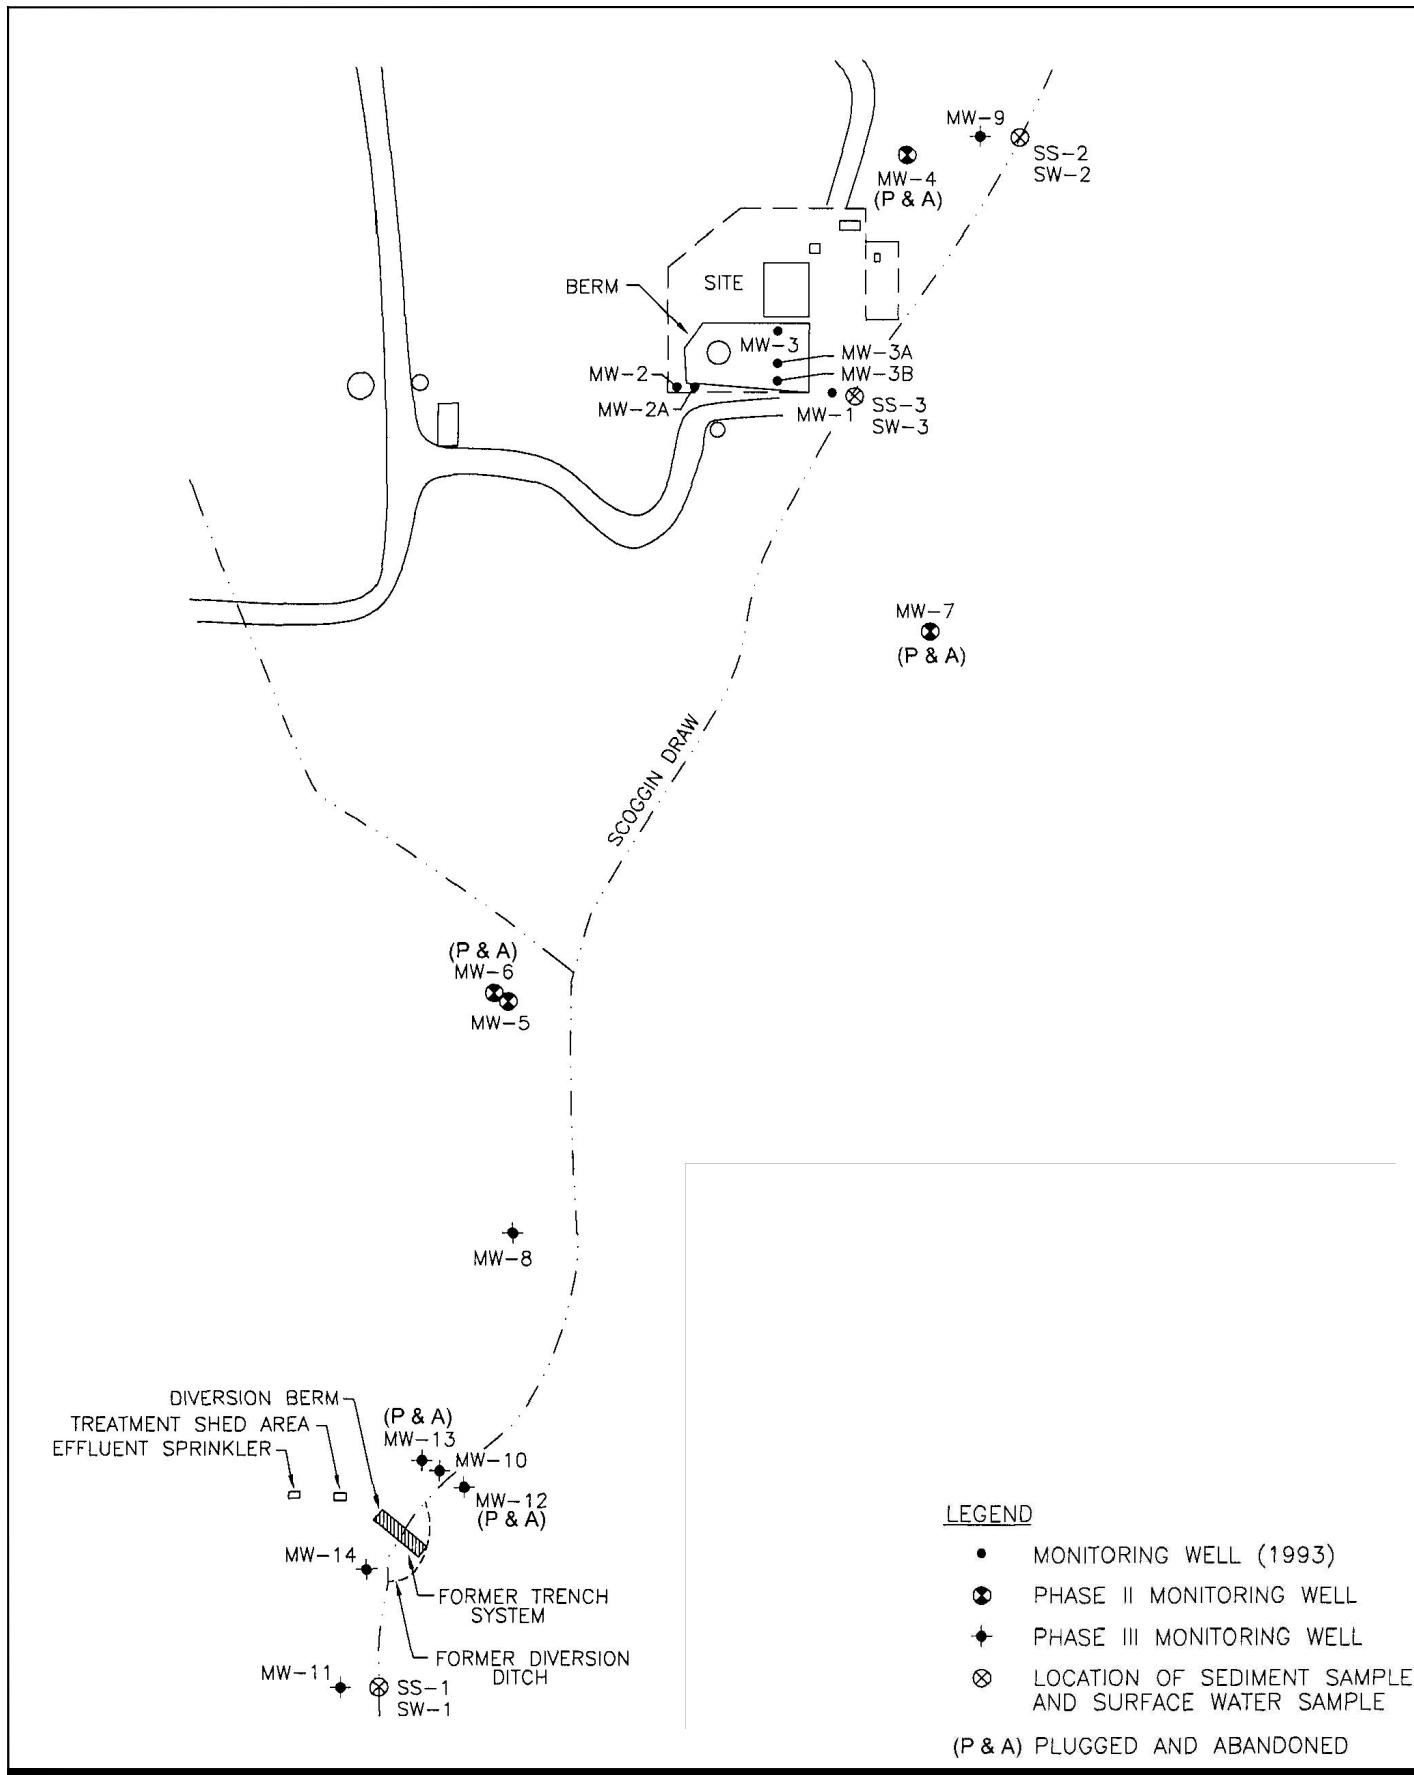 MW-9
SS-2
SW-2
MW-4
(P & A)
BERM
SITE
MW-3
MW-3A
MW-3B
MW-2
MW-2A
MW-1
SS-3
SW-3
MW-7
(P & A)
SCOGGIN DRAW
(P & A)
MW-6
MW-5
MW-8
DIVERSION BERM
TREATMENT SHED AREA
EFFLUENT SPRINKLER
(P & A)
MW-13
MW-10
MW-12
(P & A)
MW-14
FORMER TRENCH
SYSTEM
FORMER DIVERSION
DITCH
MW-11
SS-1
SW-1
LEGEND
MONITORING WELL (1993)
PHASE II MONITORING WELL
PHASE III MONITORING WELL
LOCATION OF SEDIMENT SAMPLE
AND SURFACE WATER SAMPLE
(P & A) PLUGGED AND ABANDONED